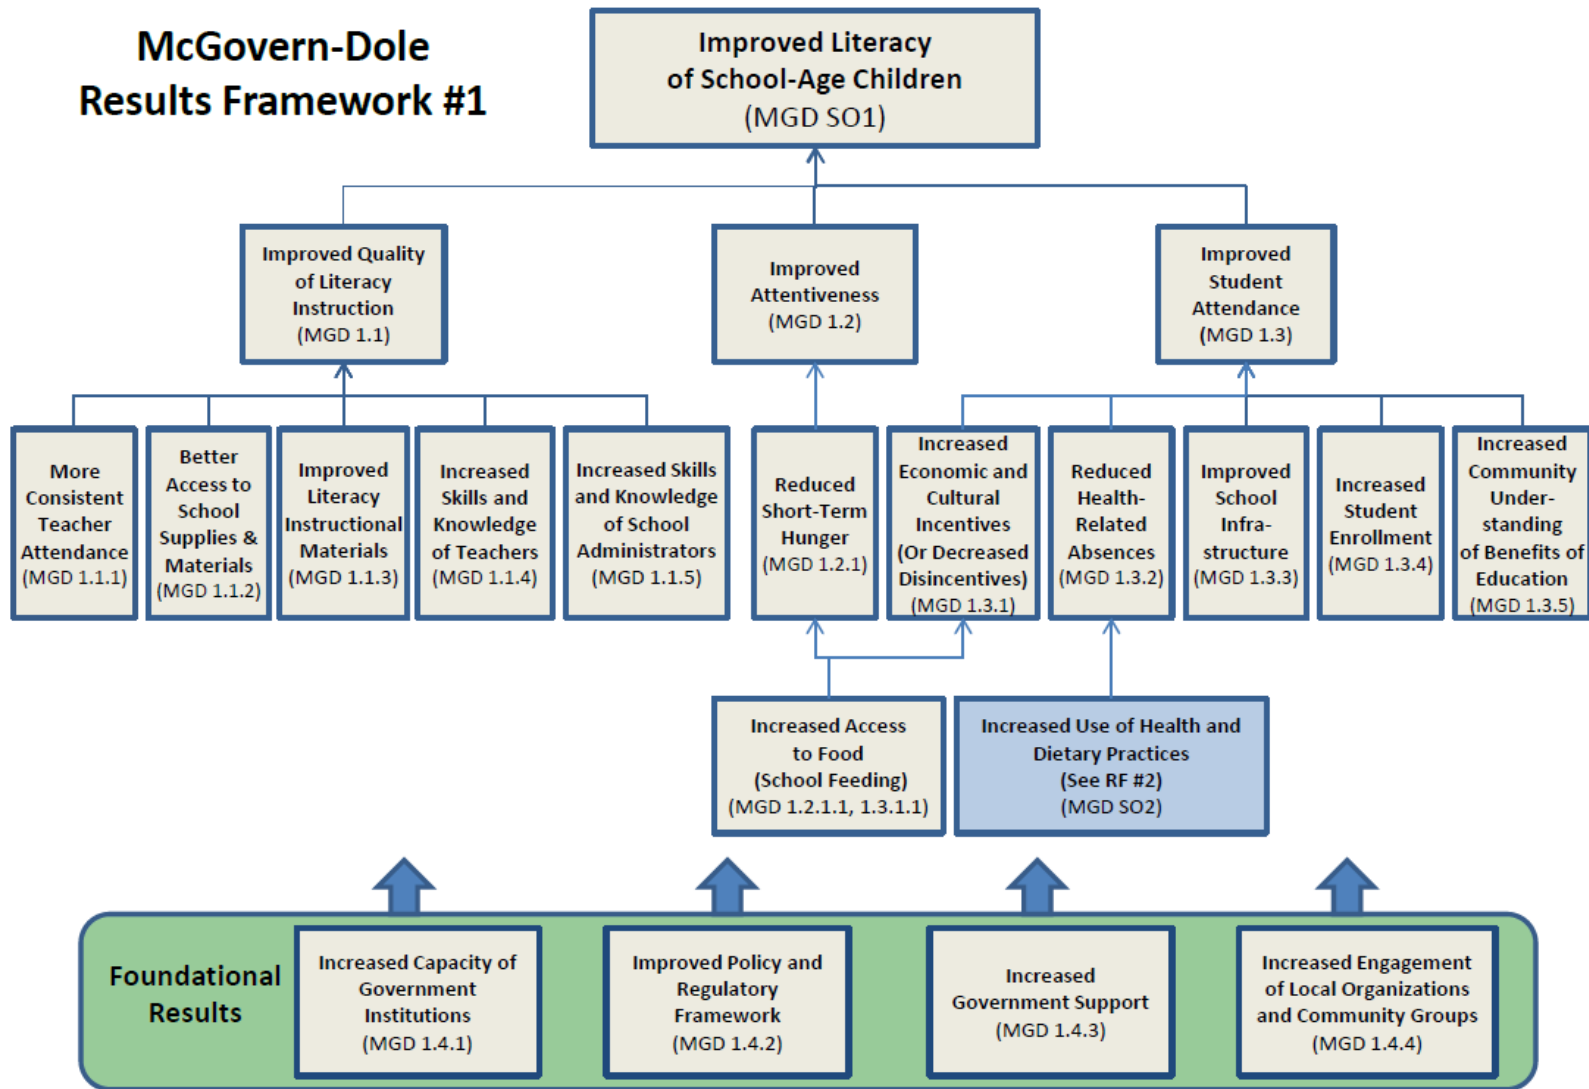 McGovern-Dole
Results Framework #1
Improved Literacy
of School-Age Children
(MGD SO1)
Improved Quality
of Literacy
Instruction
(MGD 1.1)
Improved
Attentiveness
(MGD 1.2)
Improved
Student
Attendance
(MGD 1.3)
More
Consistent
Teacher
Attendance
(MGD 1.1.1)
Better
Access to
School
Supplies &
Materials
(MGD 1.1.2)
Improved
Literacy
Instructional
Materials
(MGD 1.1.3)
Increased
Skills and
Knowledge
of Teachers
(MGD 1.1.4)
Increased Skills
and Knowledge
of School
Administrators
(MGD 1.1.5)
Reduced
Short-Term
Hunger
(MGD 1.2.1)
Increased
Economic and
Cultural
Incentives
(Or Decreased
Disincentives)
(MGD 1.3.1)
Reduced
Health-
Related
Absences
(MGD 1.3.2)
Improved
School
Infra-
structure
(MGD 1.3.3)
Increased
Student
Enrollment
(MGD 1.3.4)
Increased
Community
Under-
standing
of Benefits of
Education
(MGD 1.3.5)
Increased Access
to Food
(School Feeding)
(MGD 1.2.1.1, 1.3.1.1)
Increased Use of Health and
Dietary Practices
(See RF #2)
(MGD SO2)
Foundational
Results
Increased Capacity of
Government
Institutions
(MGD 1.4.1)
Improved Policy and
Regulatory
Framework
(MGD 1.4.2)
Increased
Government Support
(MGD 1.4.3)
Increased Engagement
of Local Organizations
and Community Groups
(MGD 1.4.4)